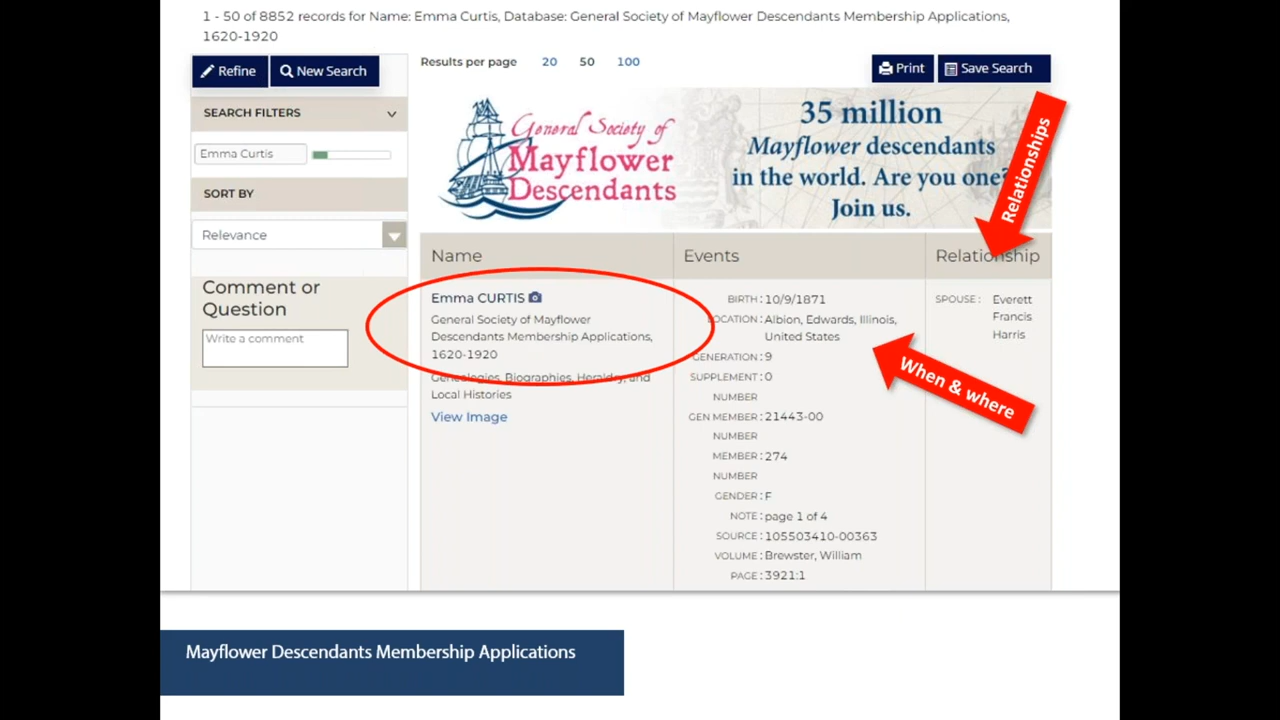 1 - 50 of 8852 records for Name: Emma Curtis, Database: General Society of Mayflower Descendants Membership Applications,
1620-1920
Refine
New Search
Results per page 20 50 100
Print
Save Search
SEARCH FILTERS
Emma Curtis
SORT BY
Relevance
Comment or
Question
Write a comment
General Society of
Mayflower
Descendants
35 million
Mayflower descendants
in the world. Are you one?
Join us.
Relationships
Name
Events
Relationship
Emma CURTIS
General Society of Mayflower
Descendants Membership Applications,
1620-1920
Genealogies, Biographies, Heraldry, and
Local Histories
View Image
BIRTH : 10/9/1871
LOCATION : Albion, Edwards, Illinois,
United States
GENERATION : 9
SUPPLEMENT : 0
NUMBER
GEN MEMBER : 21443-00
NUMBER
MEMBER : 274
NUMBER
GENDER : F
NOTE : page 1 of 4
SOURCE : 105503410-00363
VOLUME : Brewster, William
PAGE : 3921:1
SPOUSE : Everett
Francis
Harris
When & where
Mayflower Descendants Membership Applications